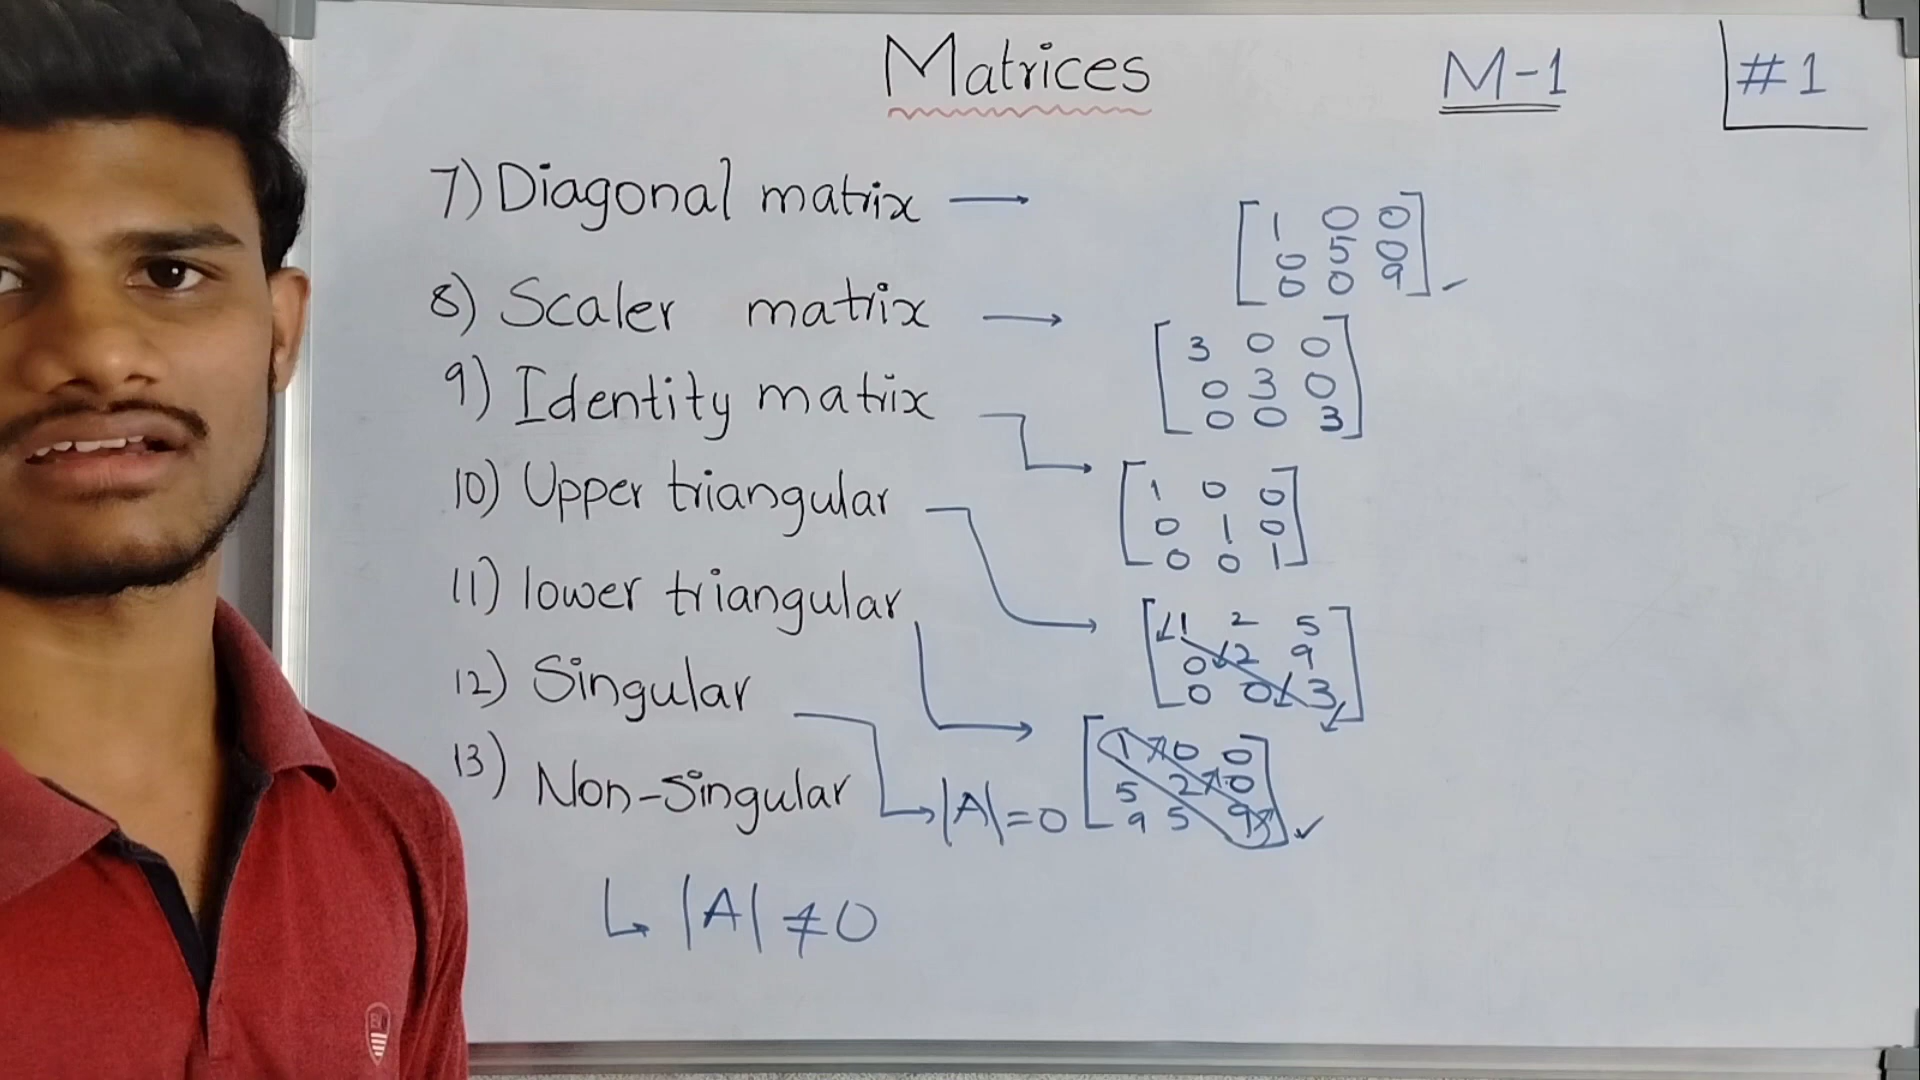 Matrices M-1 #1
7) Diagonal matrix → [1 0 0
0 5 0
0 0 9]
8) Scaler matrix → [3 0 0
0 3 0
0 0 3]
9) Identity matrix → [1 0 0
0 1 0
0 0 1]
10) Upper triangular → [1 2 5
0 2 9
0 0 3]
11) lower triangular → [1 0 0
5 2 0
9 5 9]
12) Singular → |A|=0
13) Non-Singular
↳ |A| ≠ 0